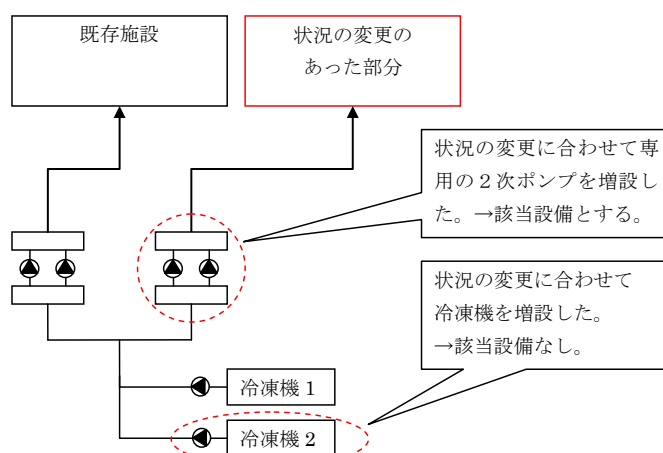 既存施設
状況の変更の
あった部分
状況の変更に合わせて専
用の２次ポンプを増設し
た。→該当設備とする。
状況の変更に合わせて
冷凍機を増設した。
→該当設備なし。
冷凍機 1
冷凍機 2